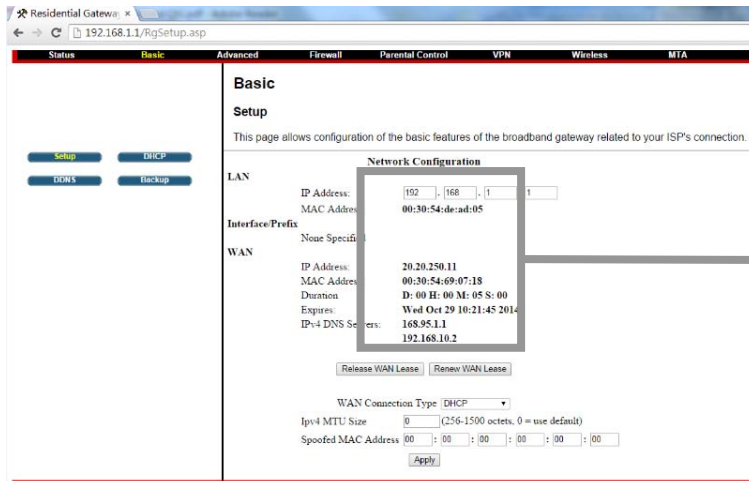 Residential Gateway ×
192.168.1.1/RgSetup.asp
Status Basic Advanced Firewall Parental Control VPN Wireless MTA
Basic
Setup
This page allows configuration of the basic features of the broadband gateway related to your ISP's connection.
Setup DHCP
DDNS Backup
Network Configuration
LAN
IP Address: 192 . 168 . 1 1
MAC Addres 00:30:54:de:ad:05
Interface/Prefix
None Specifi
WAN
IP Address: 20.20.250.11
MAC Addres 00:30:54:69:07:18
Duration D: 00 H: 00 M: 05 S: 00
Expires: Wed Oct 29 10:21:45 2014
IPv4 DNS Servers: 168.95.1.1
192.168.10.2
Release WAN Lease Renew WAN Lease
WAN Connection Type DHCP
Ipv4 MTU Size 0 (256-1500 octets, 0 = use default)
Spoofed MAC Address 00 : 00 : 00 : 00 : 00 : 00
Apply